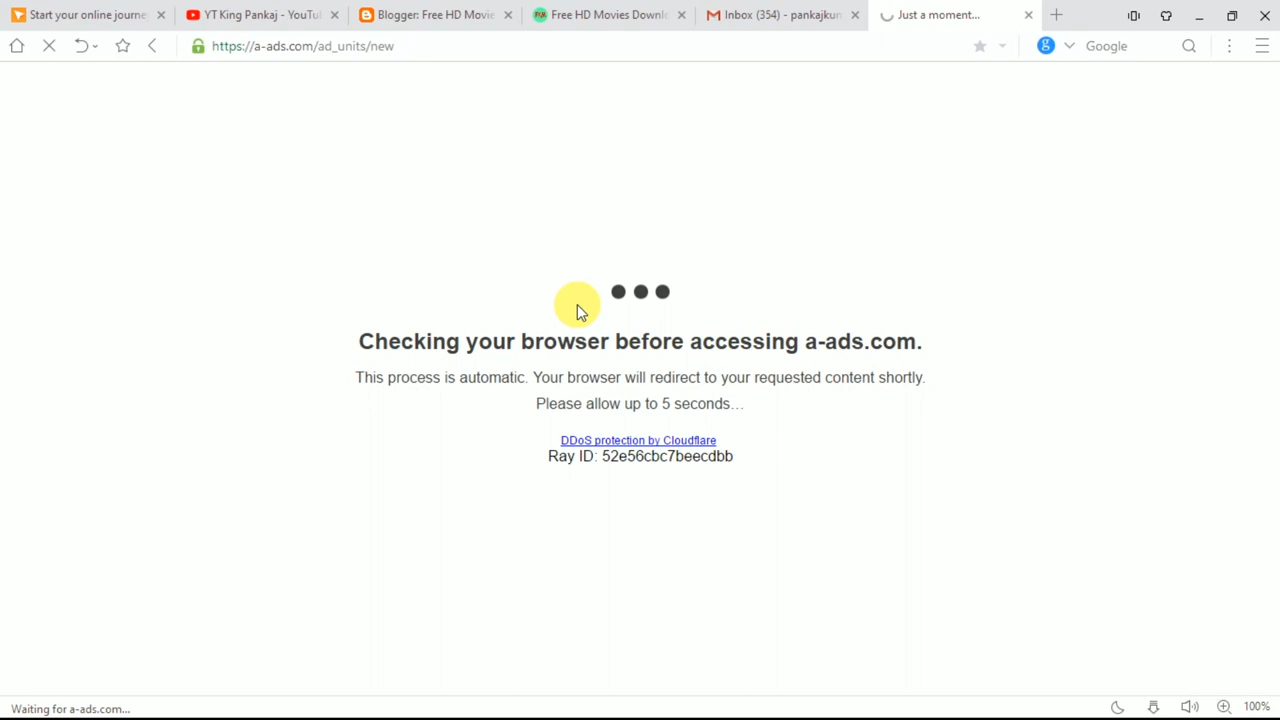 Start your online journe
YT King Pankaj - YouTu
Blogger: Free HD Movie
Free HD Movies Downlo
Inbox (354) - pankajkum
Just a moment...
https://a-ads.com/ad_units/new
Google
Checking your browser before accessing a-ads.com.
This process is automatic. Your browser will redirect to your requested content shortly.
Please allow up to 5 seconds…
DDoS protection by Cloudflare
Ray ID: 52e56cbc7beecdbb
Waiting for a-ads.com...
100%